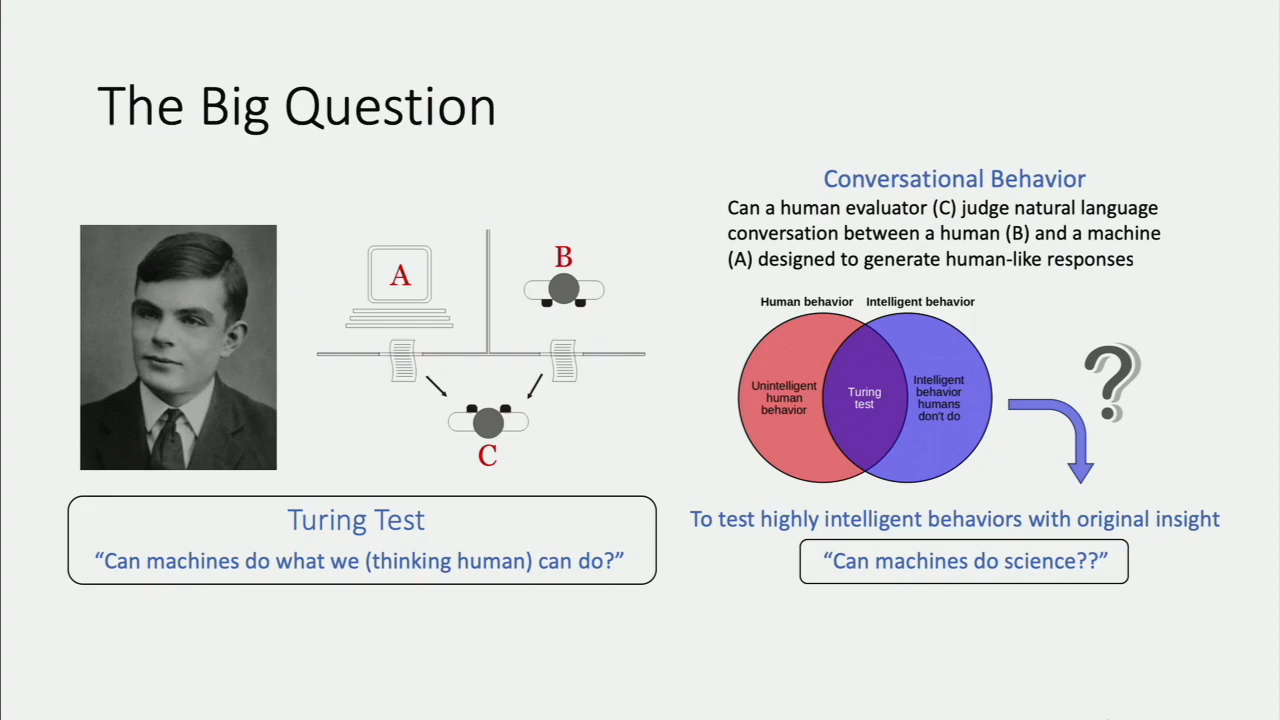 The Big Question
A
B
C
Turing Test
“Can machines do what we (thinking human) can do?”
Conversational Behavior
Can a human evaluator (C) judge natural language
conversation between a human (B) and a machine
(A) designed to generate human-like responses
Human behavior
Intelligent behavior
Unintelligent
human
behavior
Turing
test
Intelligent
behavior
humans
don't do
?
To test highly intelligent behaviors with original insight
“Can machines do science??”